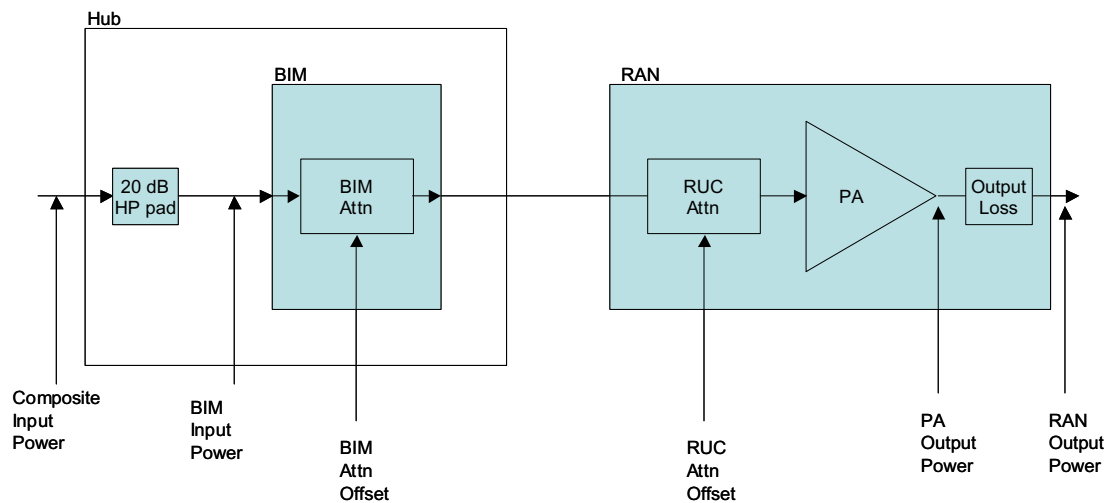 Hub
BIM
RAN
20 dB
HP pad
BIM
Attn
RUC
Attn
PA
Output
Loss
Composite
Input
Power
BIM
Input
Power
BIM
Attn
Offset
RUC
Attn
Offset
PA
Output
Power
RAN
Output
Power